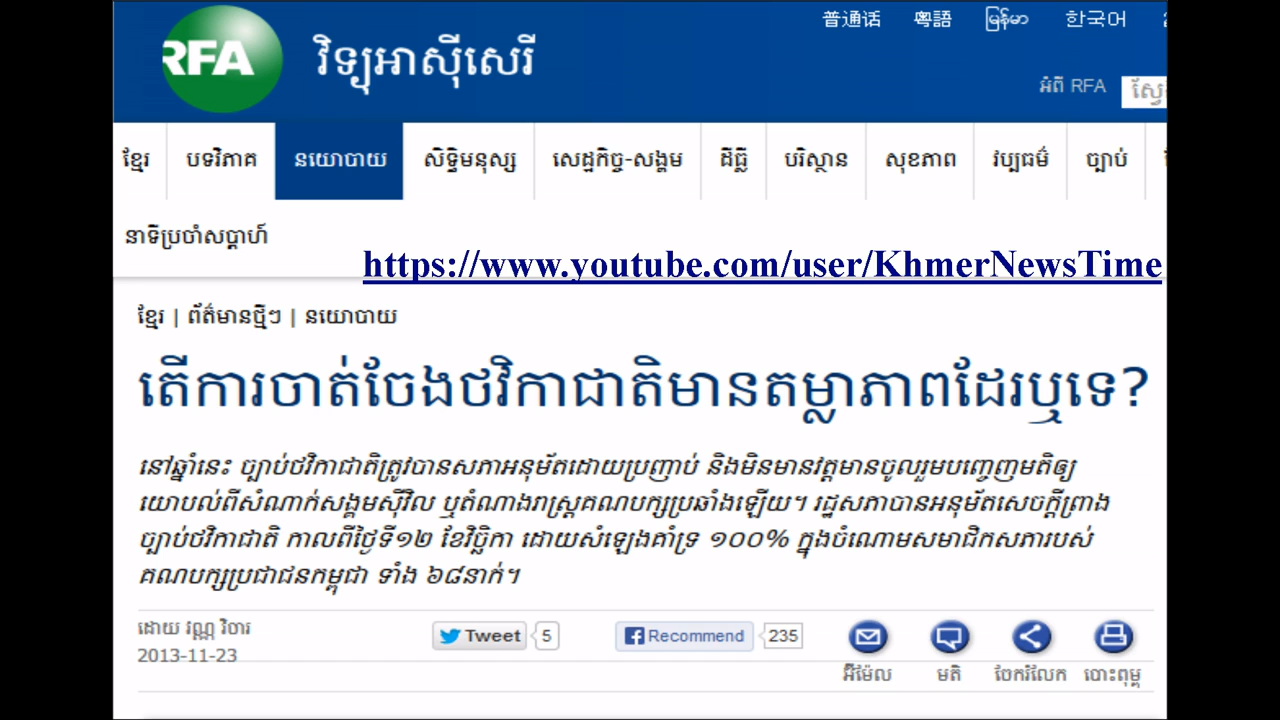 RFA វិទ្យុអាស៊ីសេរី
普通话 粤語 မြန်မာ 한국어
អំពី RFA
ខ្មែរ បទវិភាគ នយោបាយ សិទ្ធិមនុស្ស សេដ្ឋកិច្ច-សង្គម ដីធ្លី បរិស្ថាន សុខភាព វប្បធម៌ ច្បាប់
នាទីប្រចាំសប្ដាហ៍
https://www.youtube.com/user/KhmerNewsTime
ខ្មែរ | ព័ត៌មានថ្មីៗ | នយោបាយ
តើការចាត់ចែងថវិកាជាតិមានតម្លាភាពដែរឬទេ?
នៅឆ្នាំនេះ ច្បាប់ថវិកាជាតិត្រូវបានសភាអនុម័តដោយប្រញាប់ និងមិនមានវត្តមានចូលរួមបញ្ចេញមតិឲ្យ
យោបល់ពីសំណាក់សង្គមស៊ីវិល ឬតំណាងរាស្ត្រគណបក្សប្រឆាំងឡើយ។ រដ្ឋសភាបានអនុម័តសេចក្ដីព្រាង
ច្បាប់ថវិកាជាតិ កាលពីថ្ងៃទី១២ ខែវិច្ឆិកា ដោយសំឡេងគាំទ្រ ១០០% ក្នុងចំណោមសមាជិកសភារបស់
គណបក្សប្រជាជនកម្ពុជា ទាំង ៦៨នាក់។
ដោយ វណ្ណ វិចារ
2013-11-23
Tweet 5 Recommend 235
អ៊ីម៉ែល មតិ ចែករំលែក បោះពុម្ព